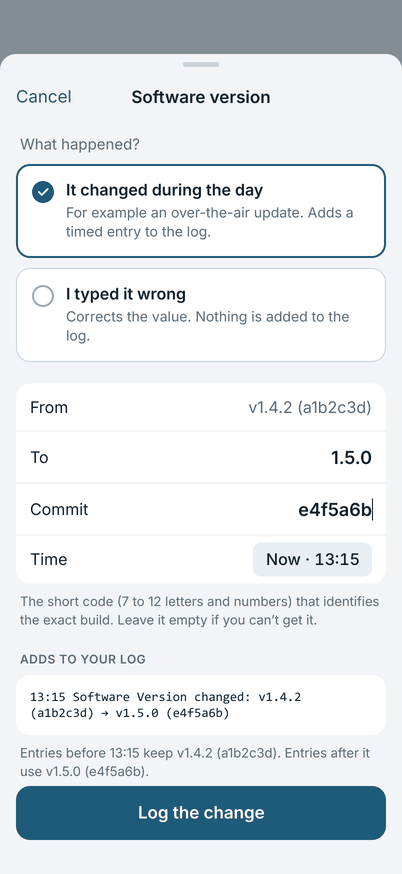 Cancel
Software version
What happened?
It changed during the day
For example an over-the-air update. Adds a
timed entry to the log.
I typed it wrong
Corrects the value. Nothing is added to the
log.
From
v1.4.2 (a1b2c3d)
To
1.5.0
Commit
e4f5a6b
Time
Now · 13:15
The short code (7 to 12 letters and numbers) that identifies
the exact build. Leave it empty if you can’t get it.
ADDS TO YOUR LOG
13:15 Software Version changed: v1.4.2
(a1b2c3d) → v1.5.0 (e4f5a6b)
Entries before 13:15 keep v1.4.2 (a1b2c3d). Entries after it
use v1.5.0 (e4f5a6b).
Log the change